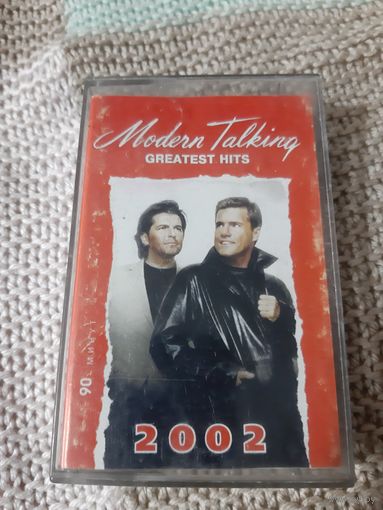 Modern Talking
GREATEST HITS
90 минут
2002